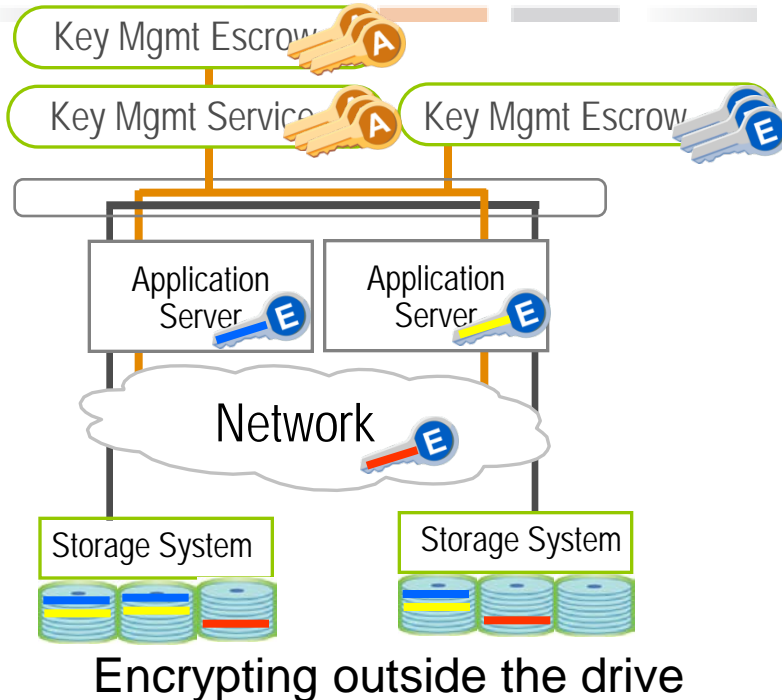 Key Mgmt Escrow
A
Key Mgmt Service
A
Key Mgmt Escrow
E
Application
Server
E
Application
Server
E
Network
E
Storage System
Storage System
Encrypting outside the drive